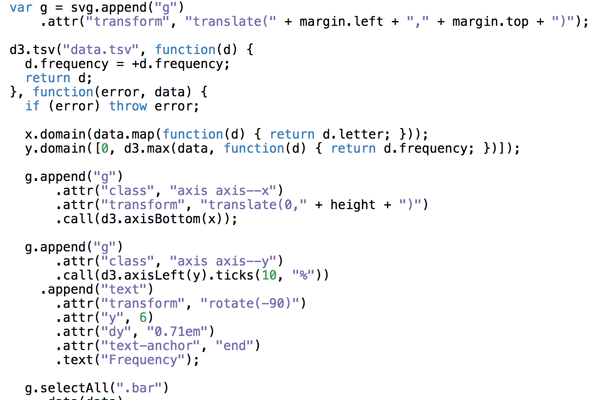 var g = svg.append("g")
    .attr("transform", "translate(" + margin.left + "," + margin.top + ")");

d3.tsv("data.tsv", function(d) {
  d.frequency = +d.frequency;
  return d;
}, function(error, data) {
  if (error) throw error;

  x.domain(data.map(function(d) { return d.letter; }));
  y.domain([0, d3.max(data, function(d) { return d.frequency; })]);

  g.append("g")
      .attr("class", "axis axis--x")
      .attr("transform", "translate(0," + height + ")")
      .call(d3.axisBottom(x));

  g.append("g")
      .attr("class", "axis axis--y")
      .call(d3.axisLeft(y).ticks(10, "%"))
    .append("text")
      .attr("transform", "rotate(-90)")
      .attr("y", 6)
      .attr("dy", "0.71em")
      .attr("text-anchor", "end")
      .text("Frequency");

  g.selectAll(".bar")